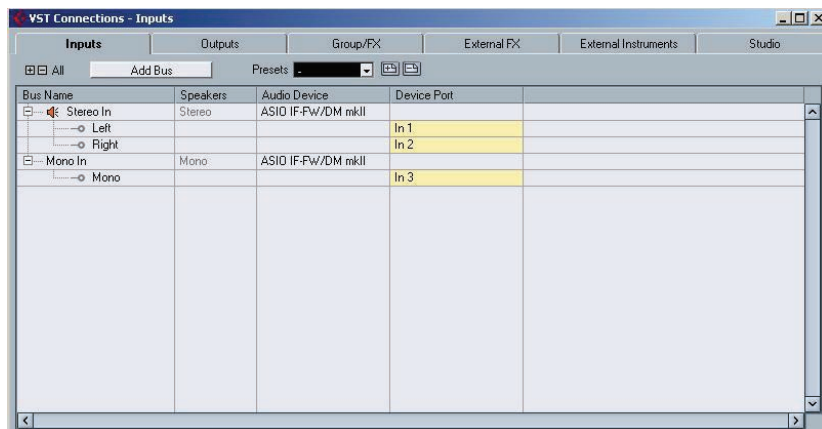 VST Connections - Inputs
Inputs Outputs Group/FX External FX External Instruments Studio
All Add Bus Presets -
Bus Name Speakers Audio Device Device Port
Stereo In Stereo ASIO IF-FW/DM mkII
Left In 1
Right In 2
Mono In Mono ASIO IF-FW/DM mkII
Mono In 3